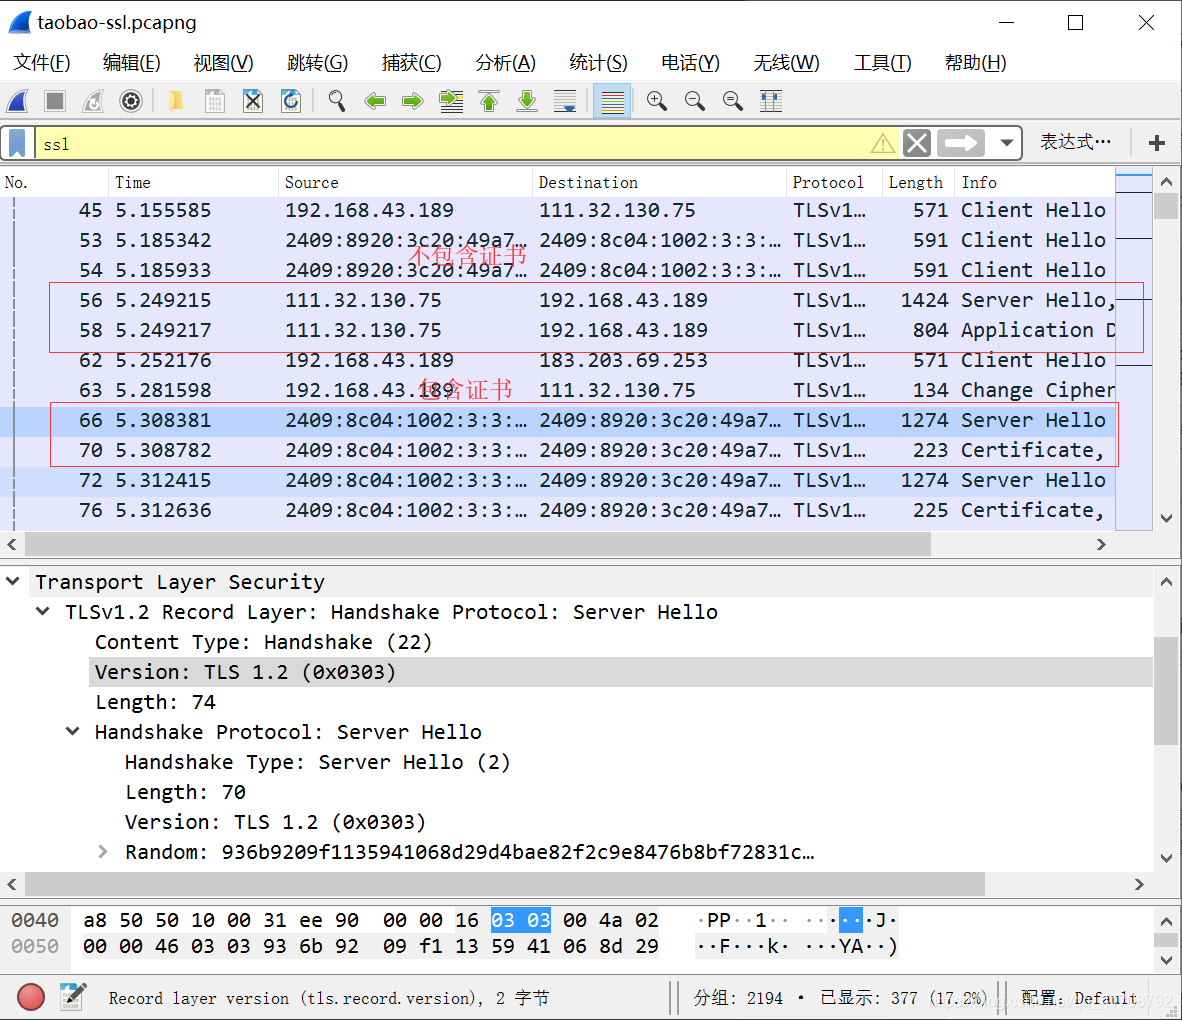 taobao-ssl.pcapng
文件(F) 编辑(E) 视图(V) 跳转(G) 捕获(C) 分析(A) 统计(S) 电话(Y) 无线(W) 工具(T) 帮助(H)
ssl 表达式…
No. Time Source Destination Protocol Length Info
45 5.155585 192.168.43.189 111.32.130.75 TLSv1… 571 Client Hello
53 5.185342 2409:8920:3c20:49a7… 2409:8c04:1002:3:3:… TLSv1… 591 Client Hello
不包含证书
54 5.185933 2409:8920:3c20:49a7… 2409:8c04:1002:3:3:… TLSv1… 591 Client Hello
56 5.249215 111.32.130.75 192.168.43.189 TLSv1… 1424 Server Hello,
58 5.249217 111.32.130.75 192.168.43.189 TLSv1… 804 Application D
62 5.252176 192.168.43.189 183.203.69.253 TLSv1… 571 Client Hello
63 5.281598 192.168.43.189 111.32.130.75 TLSv1… 134 Change Cipher
包含证书
66 5.308381 2409:8c04:1002:3:3:… 2409:8920:3c20:49a7… TLSv1… 1274 Server Hello
70 5.308782 2409:8c04:1002:3:3:… 2409:8920:3c20:49a7… TLSv1… 223 Certificate,
72 5.312415 2409:8c04:1002:3:3:… 2409:8920:3c20:49a7… TLSv1… 1274 Server Hello
76 5.312636 2409:8c04:1002:3:3:… 2409:8920:3c20:49a7… TLSv1… 225 Certificate,
Transport Layer Security
TLSv1.2 Record Layer: Handshake Protocol: Server Hello
Content Type: Handshake (22)
Version: TLS 1.2 (0x0303)
Length: 74
Handshake Protocol: Server Hello
Handshake Type: Server Hello (2)
Length: 70
Version: TLS 1.2 (0x0303)
Random: 936b9209f1135941068d29d4bae82f2c9e8476b8bf72831c…
0040 a8 50 50 10 00 31 ee 90 00 00 16 03 03 00 4a 02 ·PP··1·· ······J·
0050 00 00 46 03 03 93 6b 92 09 f1 13 59 41 06 8d 29 ··F···k· ···YA··)
Record layer version (tls.record.version), 2 字节 分组: 2194 · 已显示: 377 (17.2%) 配置: Default